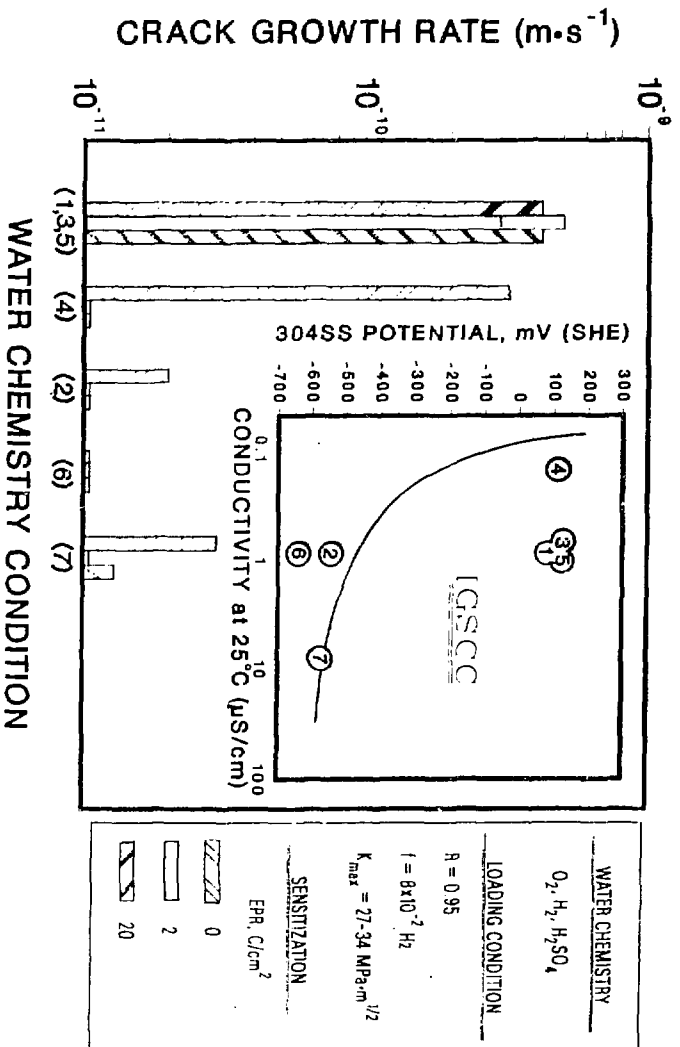 CRACK GROWTH RATE (m•s⁻¹)
10⁻⁹
10⁻¹⁰
10⁻¹¹
(1,3,5) (4) (2) (6) (7)
WATER CHEMISTRY CONDITION
304SS POTENTIAL, mV (SHE)
300
200
100
0
-100
-200
-300
-400
-500
-600
-700
0.1 1 10 100
CONDUCTIVITY at 25°C (µS/cm)
IGSCC
4
3
1
5
2
6
7
WATER CHEMISTRY
O₂, H₂, H₂SO₄
LOADING CONDITION
R = 0.95
f = 8x10⁻² Hz
Kmax = 27-34 MPa•m¹/²
SENSITIZATION
EPR, C/cm²
0
2
20